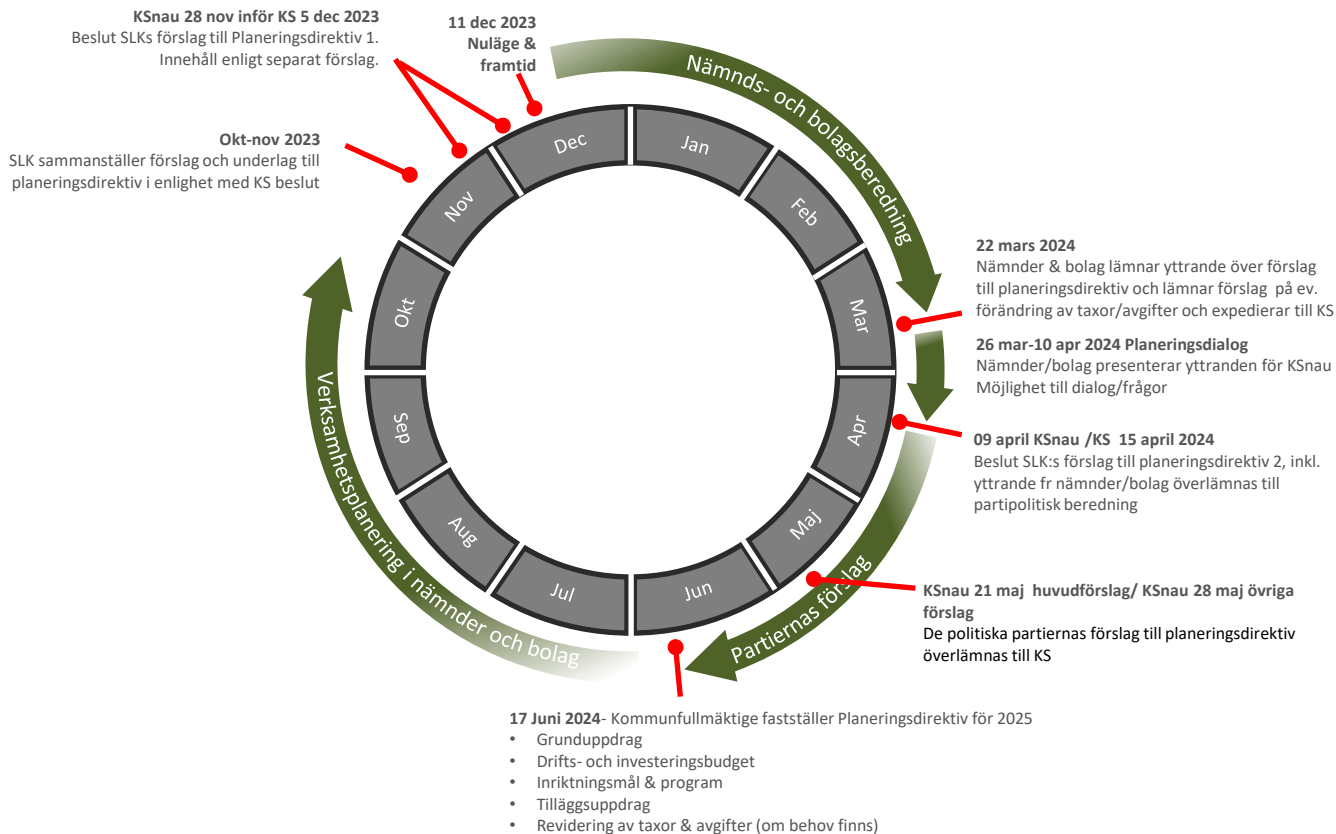 KSnau 28 nov inför KS 5 dec 2023
Beslut SLKs förslag till Planeringsdirektiv 1.
Innehåll enligt separat förslag.
11 dec 2023
Nuläge &
framtid
Okt-nov 2023
SLK sammanställer förslag och underlag till
planeringsdirektiv i enlighet med KS beslut
Nämnds- och bolagsberedning
Jan
Feb
Mar
Apr
Maj
Jun
Jul
Aug
Sep
Okt
Nov
Dec
22 mars 2024
Nämnder & bolag lämnar yttrande över förslag
till planeringsdirektiv och lämnar förslag på ev.
förändring av taxor/avgifter och expedierar till KS
26 mar-10 apr 2024 Planeringsdialog
Nämnder/bolag presenterar yttranden för KSnau
Möjlighet till dialog/frågor
09 april KSnau /KS 15 april 2024
Beslut SLK:s förslag till planeringsdirektiv 2, inkl.
yttrande fr nämnder/bolag överlämnas till
partipolitisk beredning
Partiernas förslag
KSnau 21 maj huvudförslag/ KSnau 28 maj övriga
förslag
De politiska partiernas förslag till planeringsdirektiv
överlämnas till KS
Verksamhetsplanering i nämnder och bolag
17 Juni 2024- Kommunfullmäktige fastställer Planeringsdirektiv för 2025
• Grunduppdrag
• Drifts- och investeringsbudget
• Inriktningsmål & program
• Tilläggsuppdrag
• Revidering av taxor & avgifter (om behov finns)